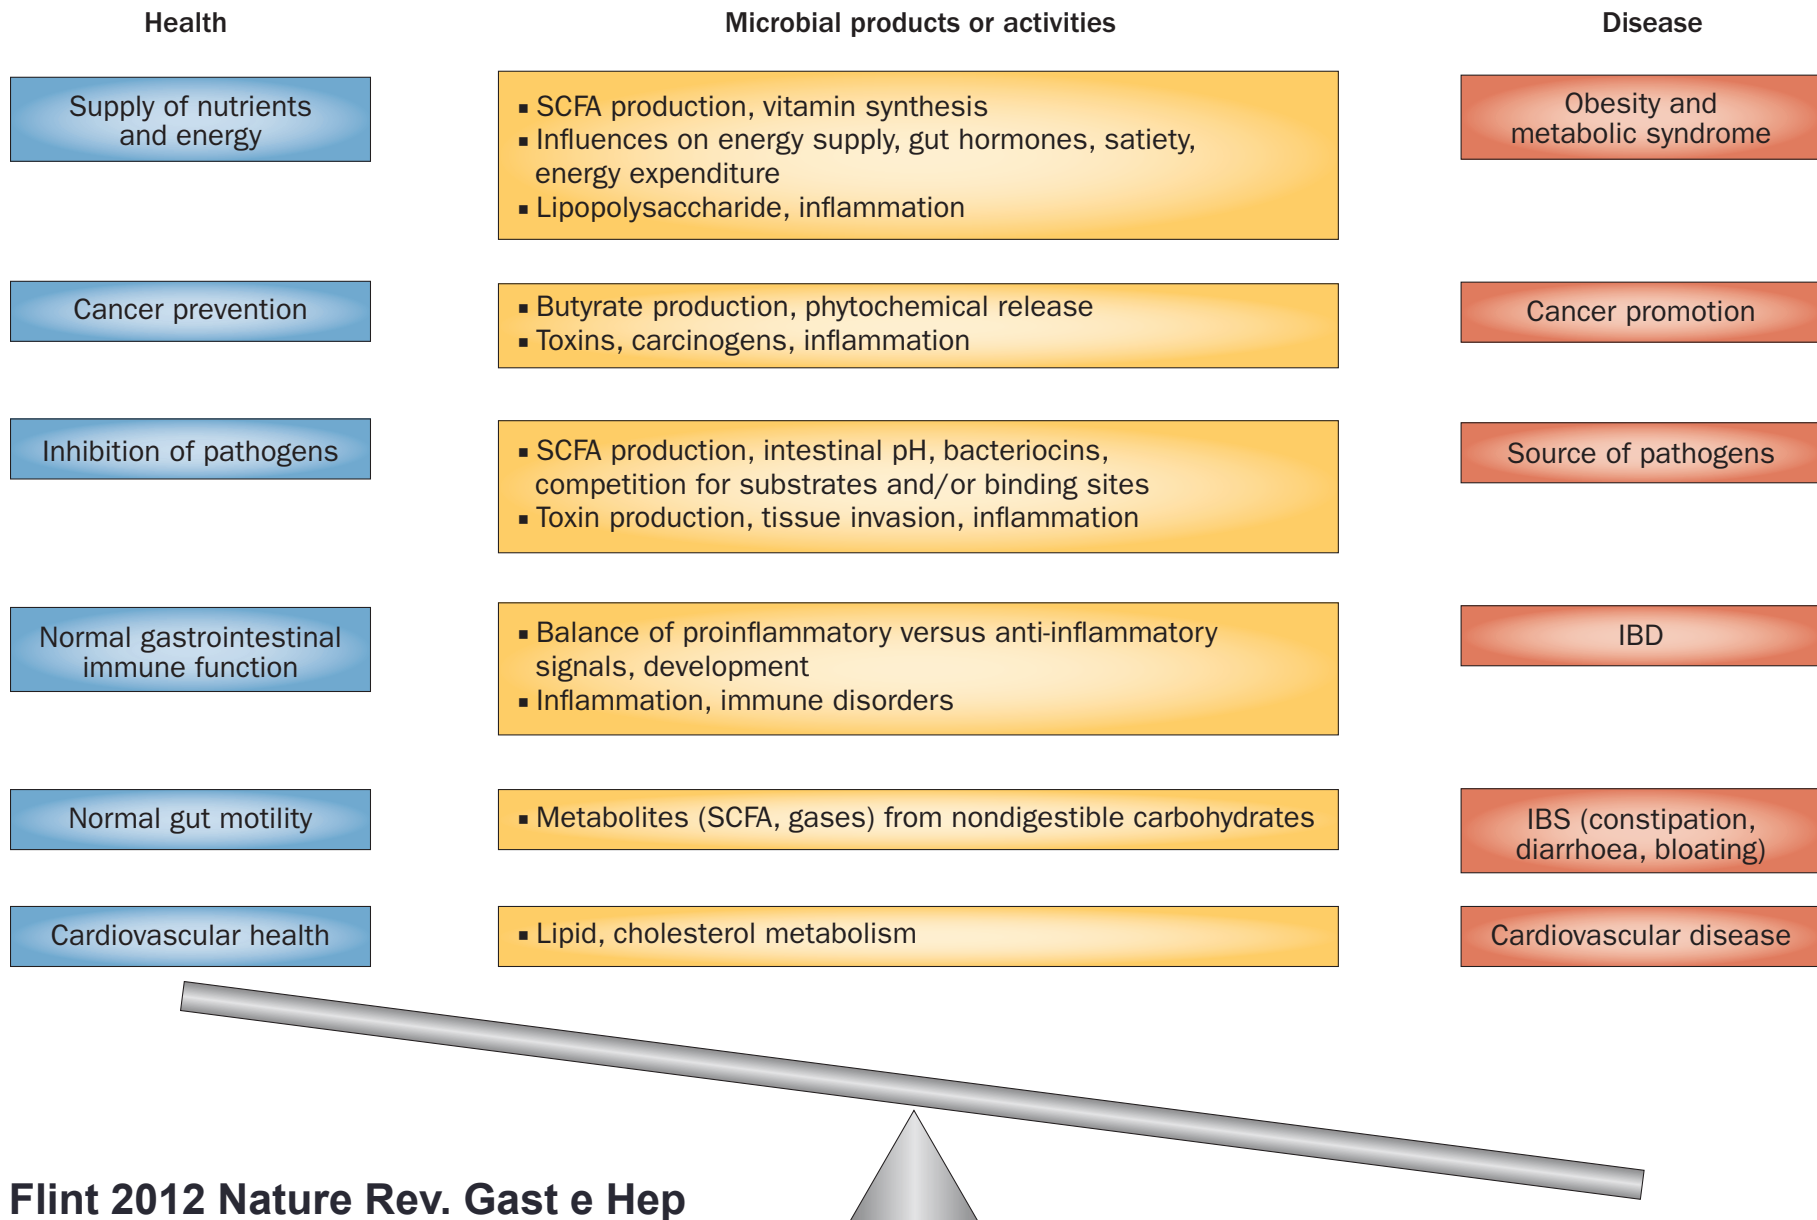 Health
Microbial products or activities
Disease
Supply of nutrients
and energy
▪ SCFA production, vitamin synthesis
▪ Influences on energy supply, gut hormones, satiety,
energy expenditure
▪ Lipopolysaccharide, inflammation
Obesity and
metabolic syndrome
Cancer prevention
▪ Butyrate production, phytochemical release
▪ Toxins, carcinogens, inflammation
Cancer promotion
Inhibition of pathogens
▪ SCFA production, intestinal pH, bacteriocins,
competition for substrates and/or binding sites
▪ Toxin production, tissue invasion, inflammation
Source of pathogens
Normal gastrointestinal
immune function
▪ Balance of proinflammatory versus anti-inflammatory
signals, development
▪ Inflammation, immune disorders
IBD
Normal gut motility
▪ Metabolites (SCFA, gases) from nondigestible carbohydrates
IBS (constipation,
diarrhoea, bloating)
Cardiovascular health
▪ Lipid, cholesterol metabolism
Cardiovascular disease
Flint 2012 Nature Rev. Gast e Hep